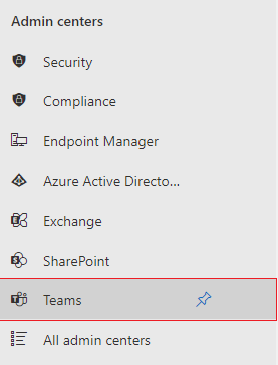 Admin centers
Security
Compliance
Endpoint Manager
Azure Active Directo...
Exchange
SharePoint
Teams
All admin centers